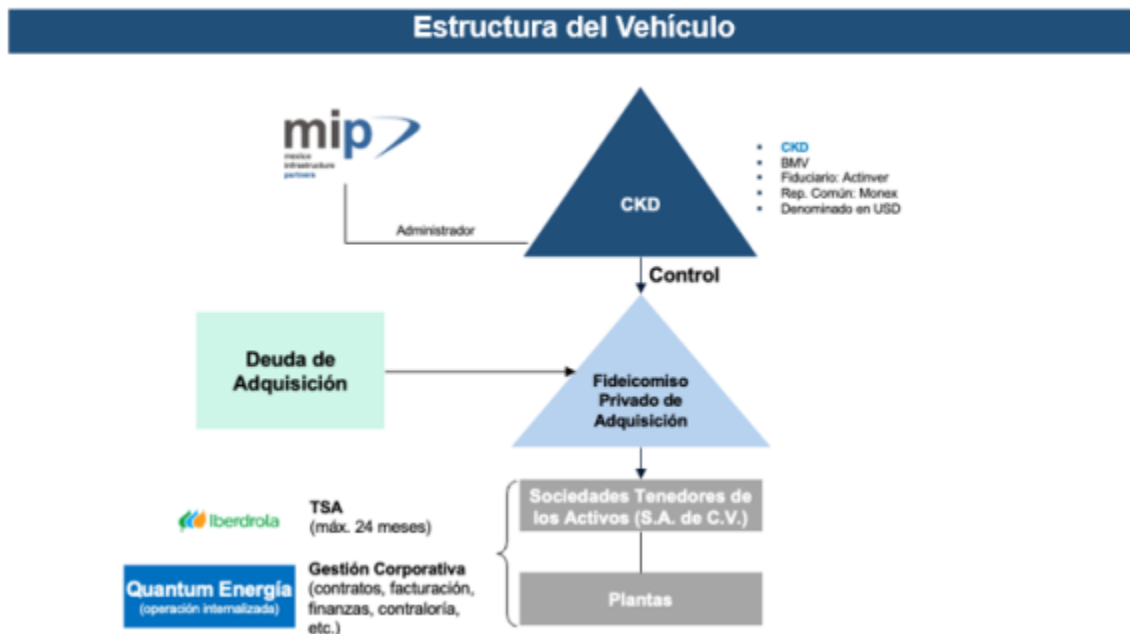 Estructura del Vehículo
mip
mexico
infrastructure
partners
Administrador
CKD
CKD
BMV
Fiduciario: Actinver
Rep. Común: Monex
Denominado en USD
Control
Deuda de
Adquisición
Fideicomiso
Privado de
Adquisición
Iberdrola
TSA
(máx. 24 meses)
Sociedades Tenedores de
los Activos (S.A. de C.V.)
Quantum Energía
(operación internalizada)
Gestión Corporativa
(contratos, facturación,
finanzas, contraloría,
etc.)
Plantas